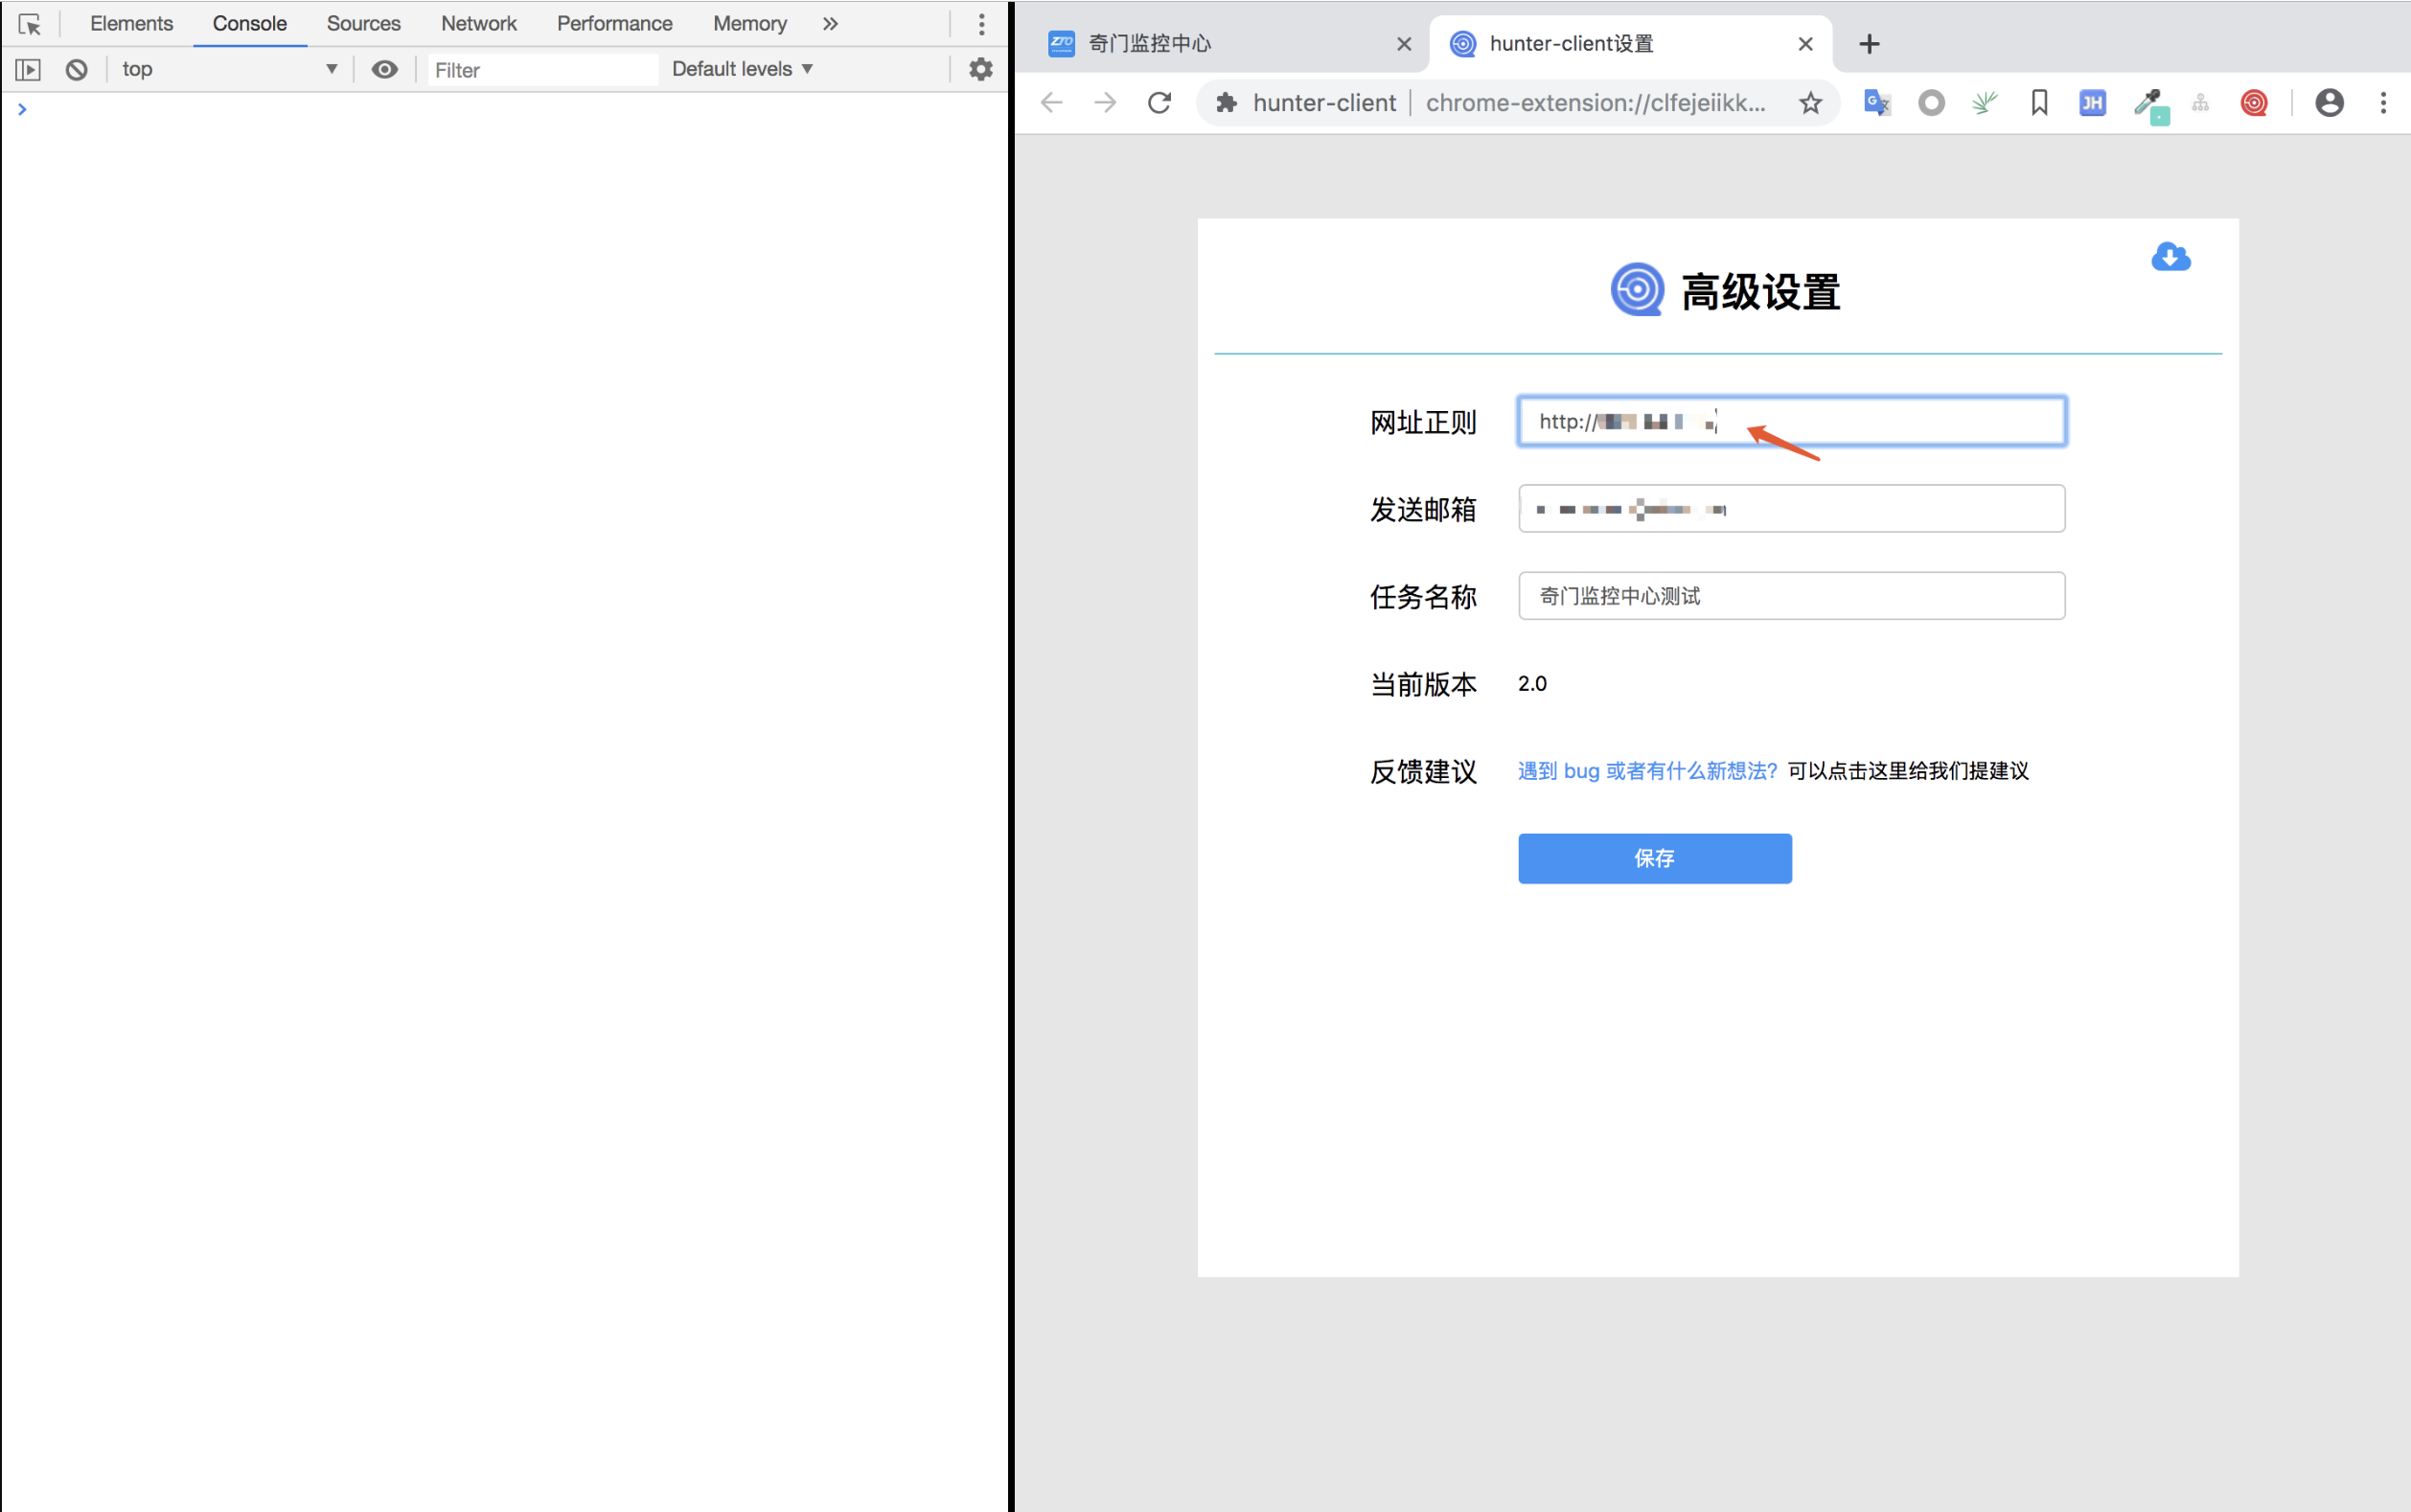 Elements Console Sources Network Performance Memory
top Filter Default levels
奇门监控中心
hunter-client设置
hunter-client chrome-extension://clfejeiikk...
JH
高级设置
网址正则 http://
发送邮箱
任务名称 奇门监控中心测试
当前版本 2.0
反馈建议 遇到 bug 或者有什么新想法? 可以点击这里给我们提建议
保存